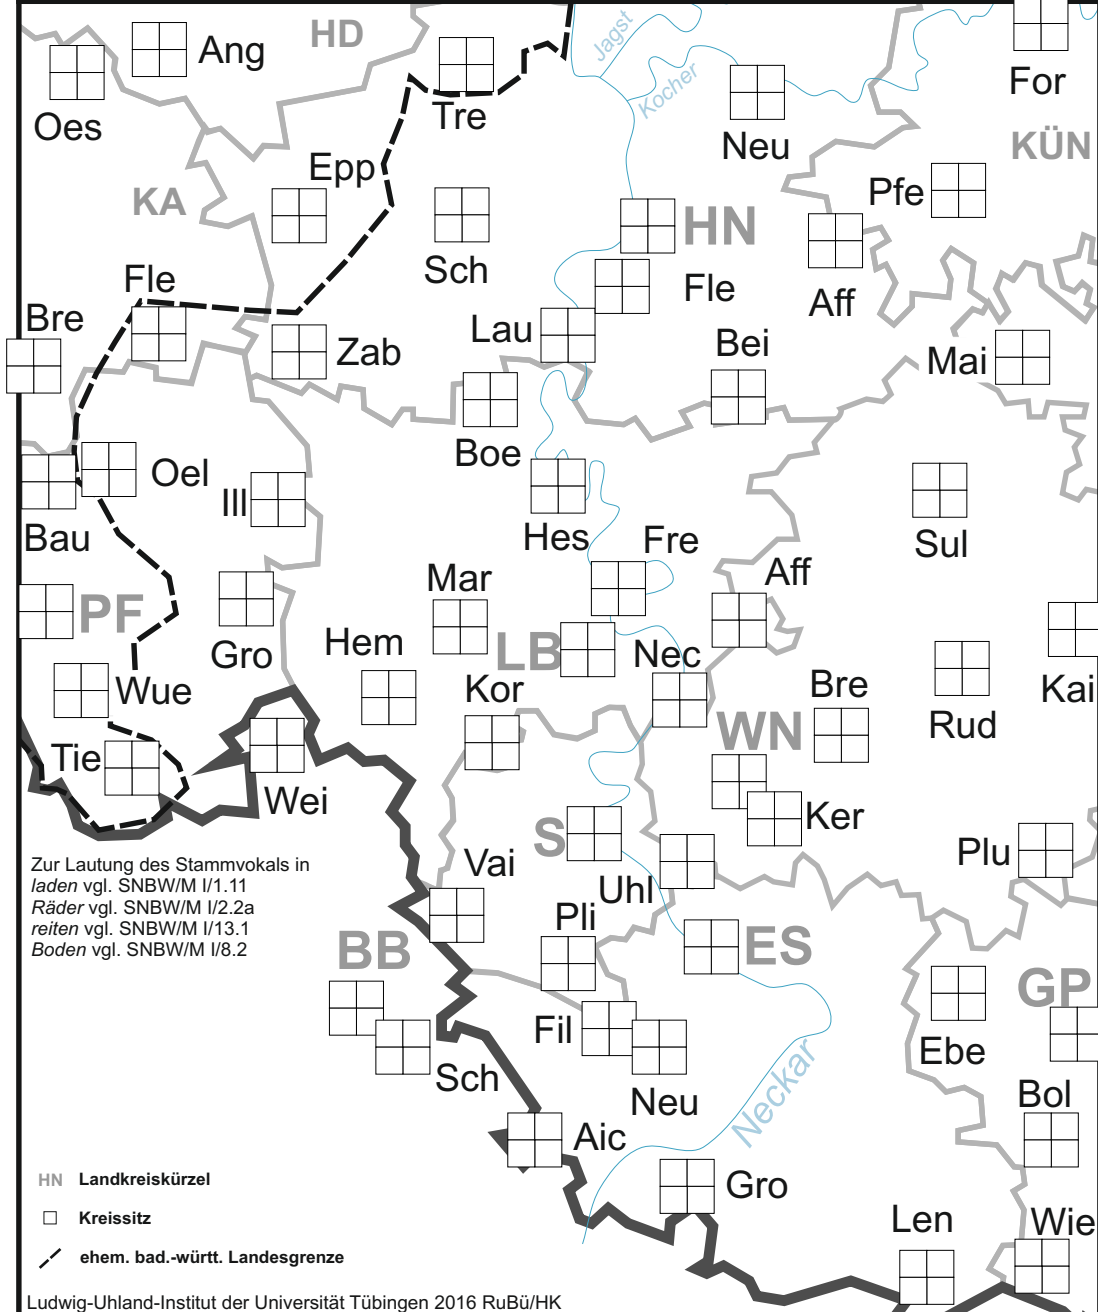 HD
Jagst
Ang
Oes
Tre
Kocher
For
Neu
KÜN
Epp
KA
Pfe
HN
Sch
Fle
Fle
Aff
Bre
Lau
Zab
Bei
Mai
Boe
Oel
Ill
Bau
Hes
Fre
Sul
Aff
Mar
PF
Gro
Hem
LB
Nec
Kor
Wue
Bre
Rud
Kai
WN
Tie
Wei
Ker
S
Plu
Vai
Uhl
Zur Lautung des Stammvokals in
laden vgl. SNBW/M I/1.11
Räder vgl. SNBW/M I/2.2a
reiten vgl. SNBW/M I/13.1
Boden vgl. SNBW/M I/8.2
Pli
BB
ES
GP
Fil
Ebe
Sch
Neu
Neckar
Bol
Aic
HN Landkreiskürzel
Gro
Kreissitz
Len
Wie
ehem. bad.-württ. Landesgrenze
Ludwig-Uhland-Institut der Universität Tübingen 2016 RuBü/HK